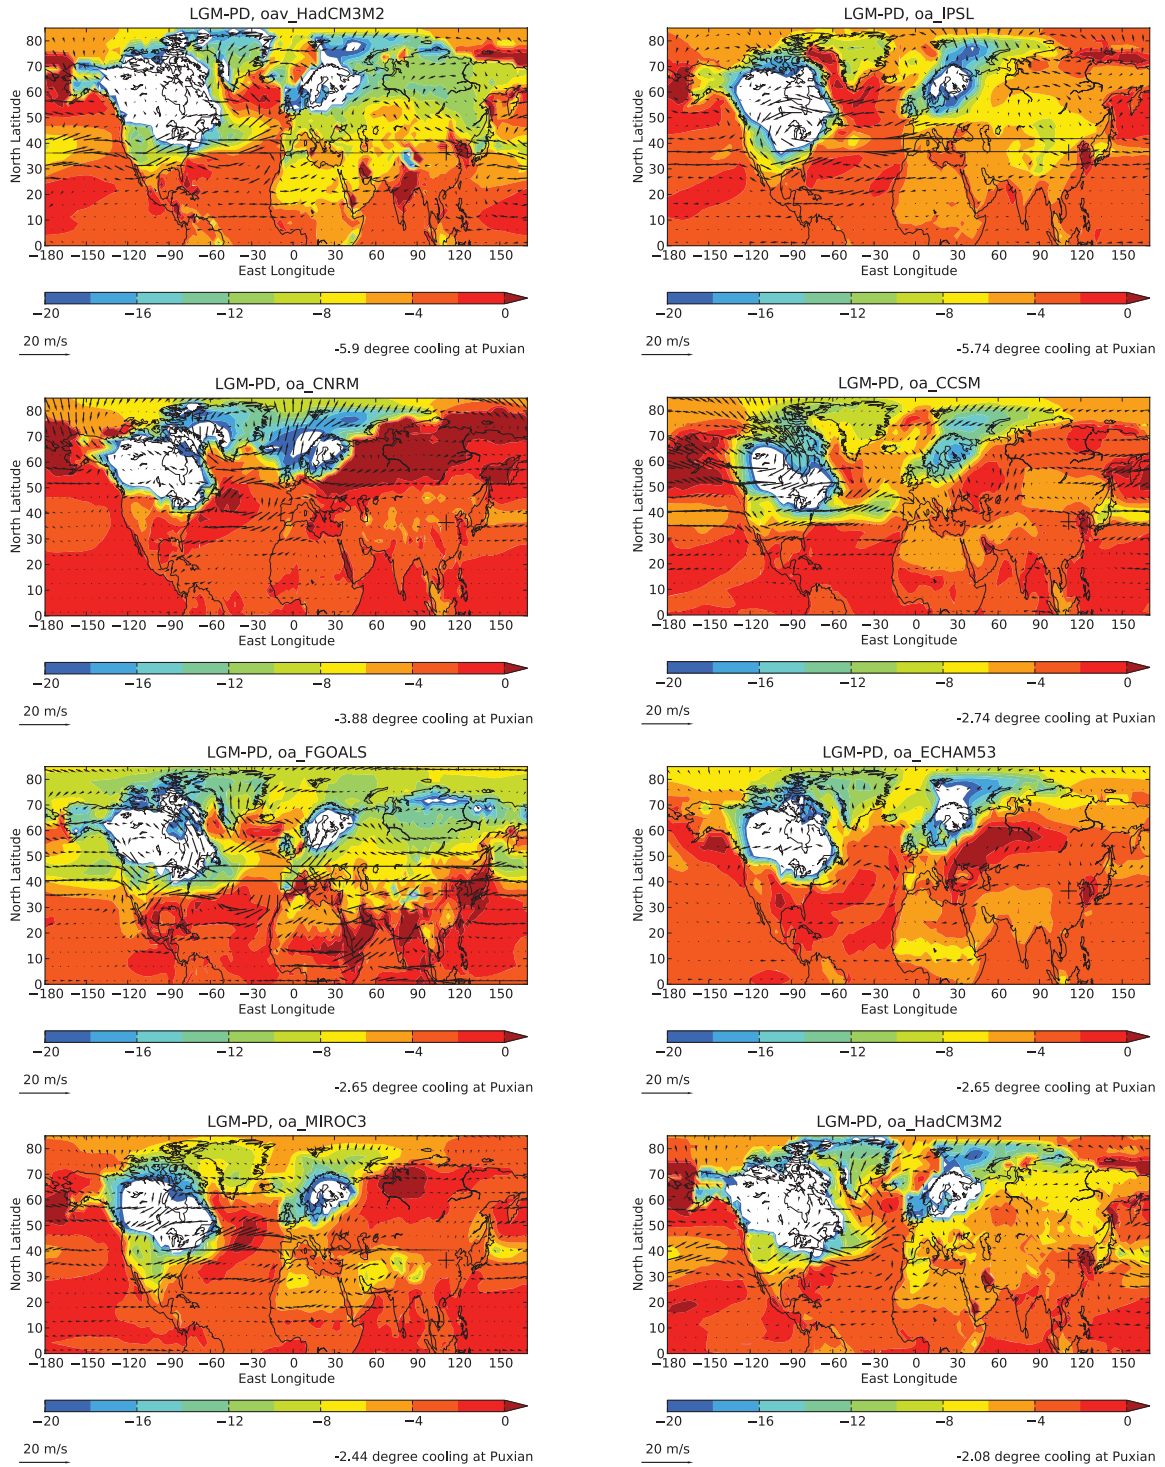 LGM-PD, oav_HadCM3M2
80
70
60
50
40
30
20
10
0
North Latitude
−180 −150 −120 −90 −60 −30 0 30 60 90 120 150
East Longitude
−20 −16 −12 −8 −4 0
20 m/s
-5.9 degree cooling at Puxian
LGM-PD, oa_IPSL
80
70
60
50
40
30
20
10
0
North Latitude
−180 −150 −120 −90 −60 −30 0 30 60 90 120 150
East Longitude
−20 −16 −12 −8 −4 0
20 m/s
-5.74 degree cooling at Puxian
LGM-PD, oa_CNRM
80
70
60
50
40
30
20
10
0
North Latitude
−180 −150 −120 −90 −60 −30 0 30 60 90 120 150
East Longitude
−20 −16 −12 −8 −4 0
20 m/s
-3.88 degree cooling at Puxian
LGM-PD, oa_CCSM
80
70
60
50
40
30
20
10
0
North Latitude
−180 −150 −120 −90 −60 −30 0 30 60 90 120 150
East Longitude
−20 −16 −12 −8 −4 0
20 m/s
-2.74 degree cooling at Puxian
LGM-PD, oa_FGOALS
80
70
60
50
40
30
20
10
0
North Latitude
−180 −150 −120 −90 −60 −30 0 30 60 90 120 150
East Longitude
−20 −16 −12 −8 −4 0
20 m/s
-2.65 degree cooling at Puxian
LGM-PD, oa_ECHAM53
80
70
60
50
40
30
20
10
0
North Latitude
−180 −150 −120 −90 −60 −30 0 30 60 90 120 150
East Longitude
−20 −16 −12 −8 −4 0
20 m/s
-2.65 degree cooling at Puxian
LGM-PD, oa_MIROC3
80
70
60
50
40
30
20
10
0
North Latitude
−180 −150 −120 −90 −60 −30 0 30 60 90 120 150
East Longitude
−20 −16 −12 −8 −4 0
20 m/s
-2.44 degree cooling at Puxian
LGM-PD, oa_HadCM3M2
80
70
60
50
40
30
20
10
0
North Latitude
−180 −150 −120 −90 −60 −30 0 30 60 90 120 150
East Longitude
−20 −16 −12 −8 −4 0
20 m/s
-2.08 degree cooling at Puxian